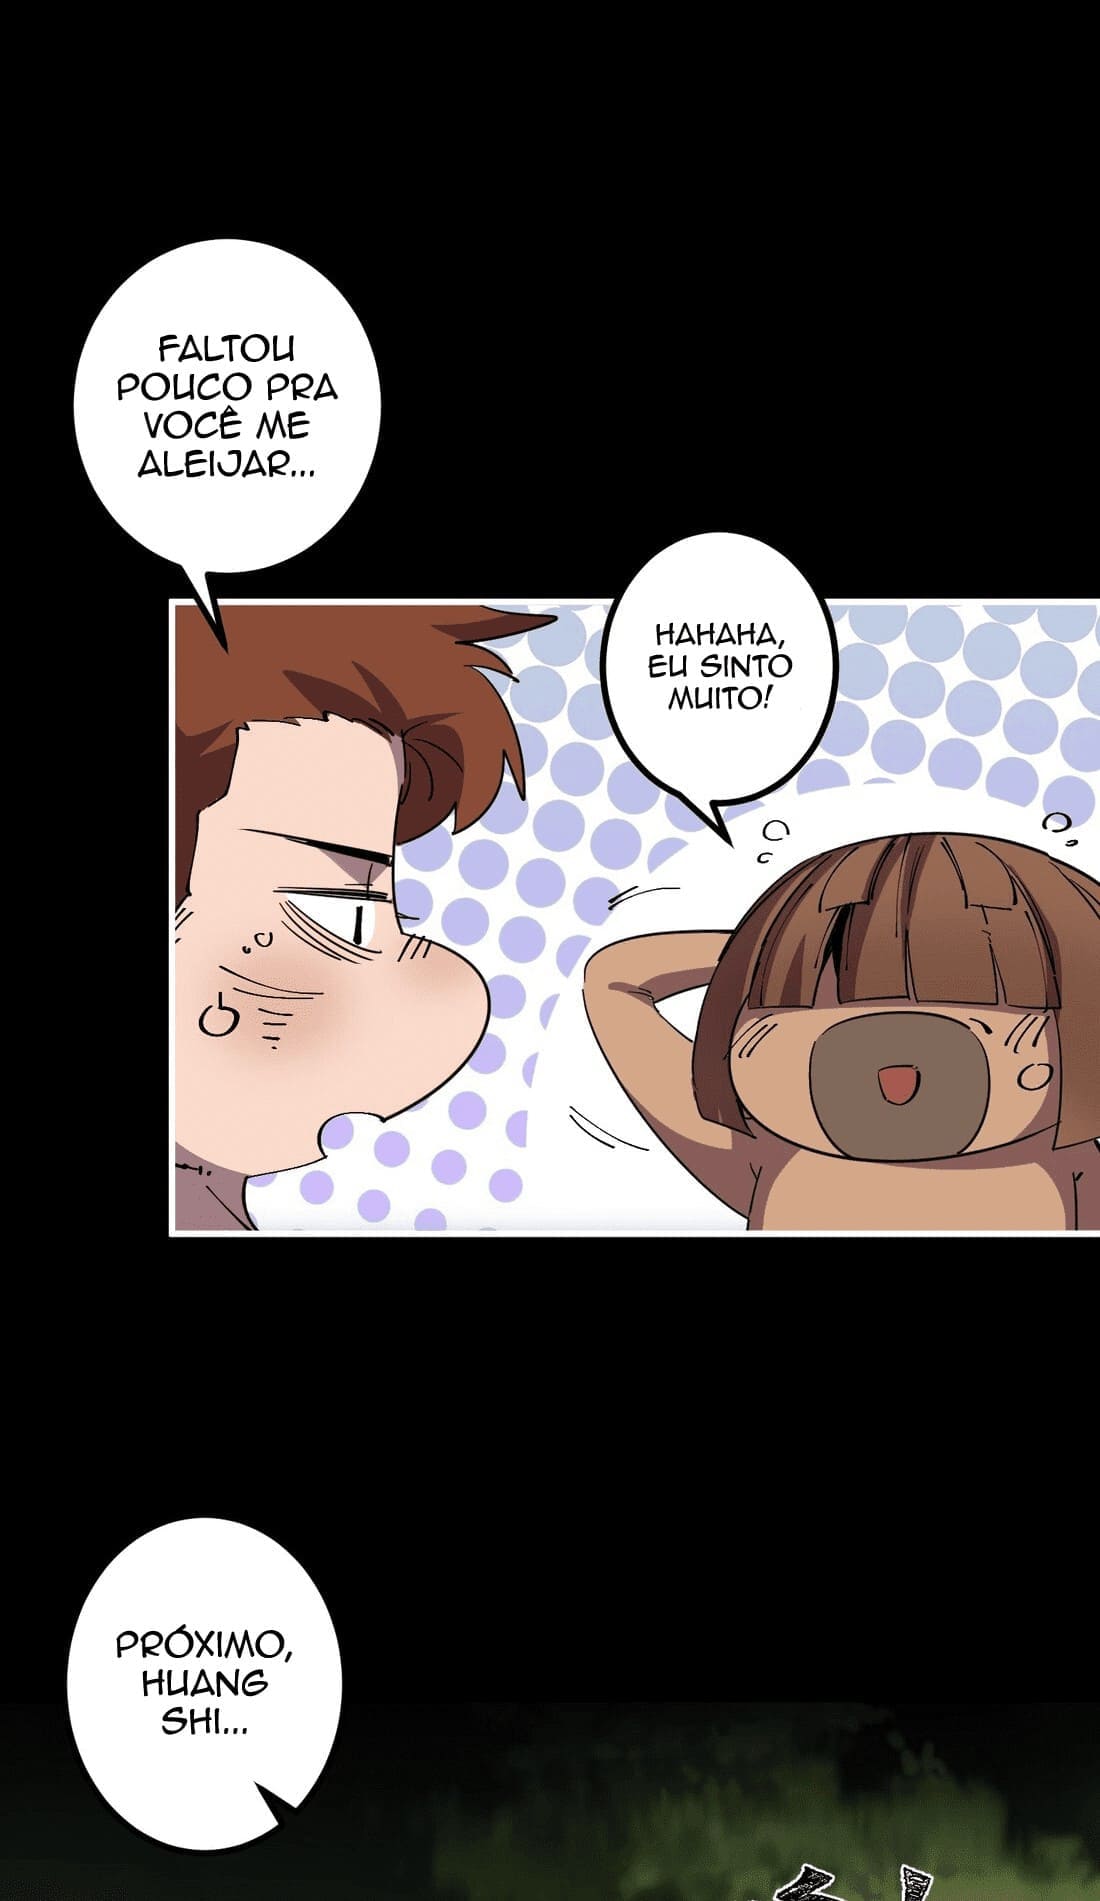 FALTOU
POUCO PRA
VOCÊ ME
ALEIJAR...
HAHAHA,
EU SINTO
MUITO!
PRÓXIMO,
HUANG
SHI...